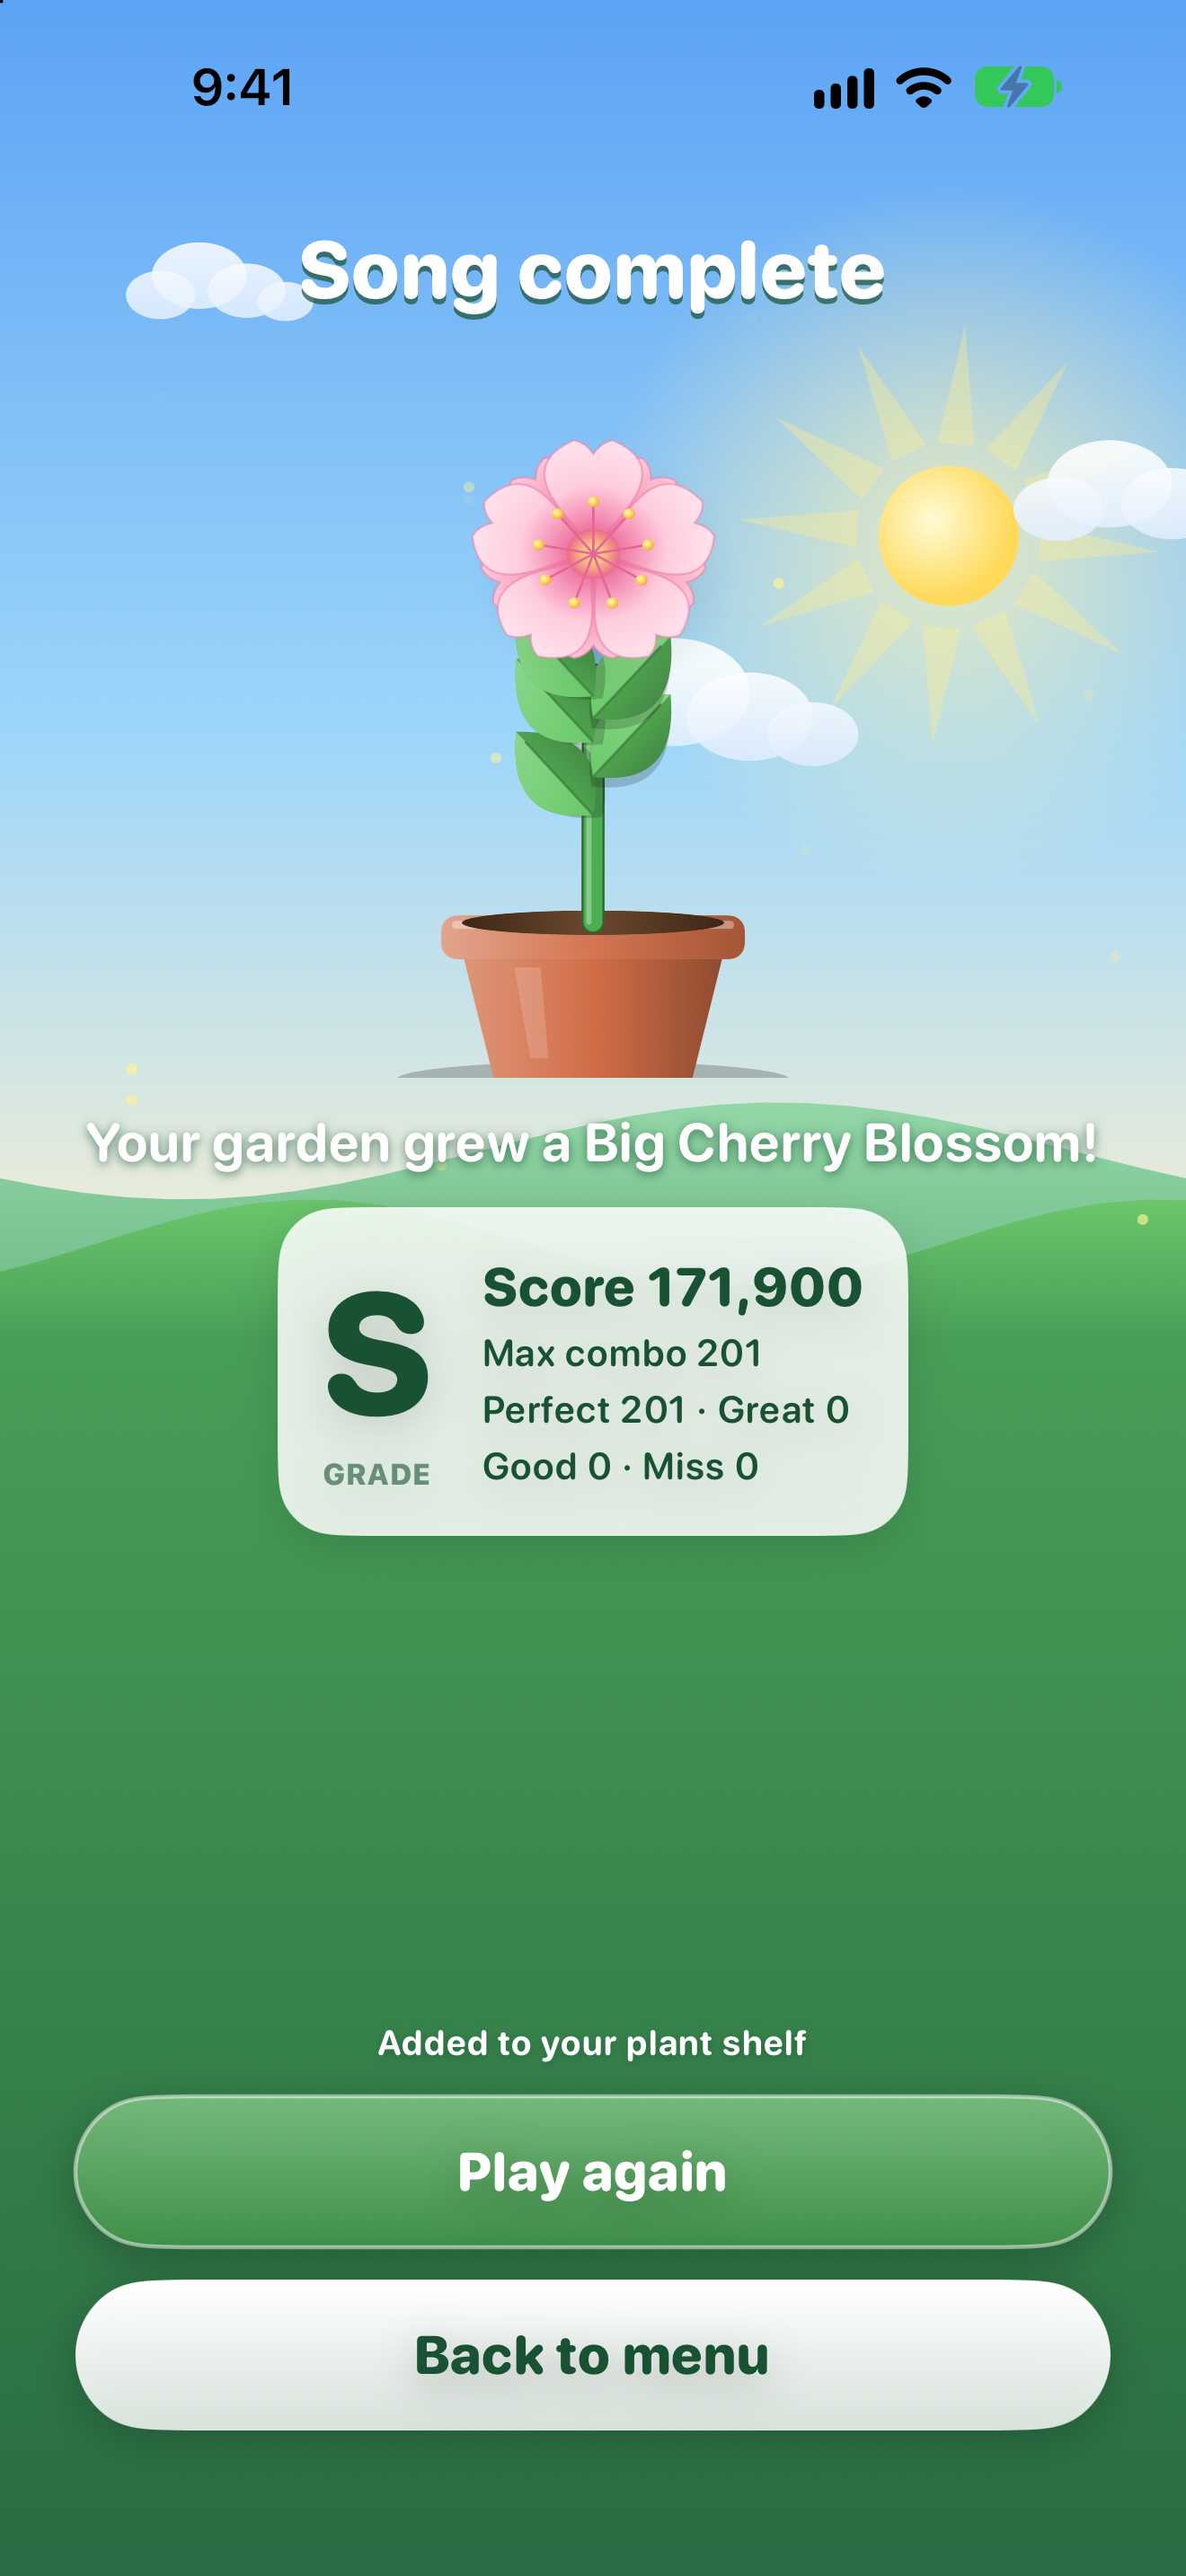 9:41
Song complete
Your garden grew a Big Cherry Blossom!
S
GRADE
Score 171,900
Max combo 201
Perfect 201 · Great 0
Good 0 · Miss 0
Added to your plant shelf
Play again
Back to menu